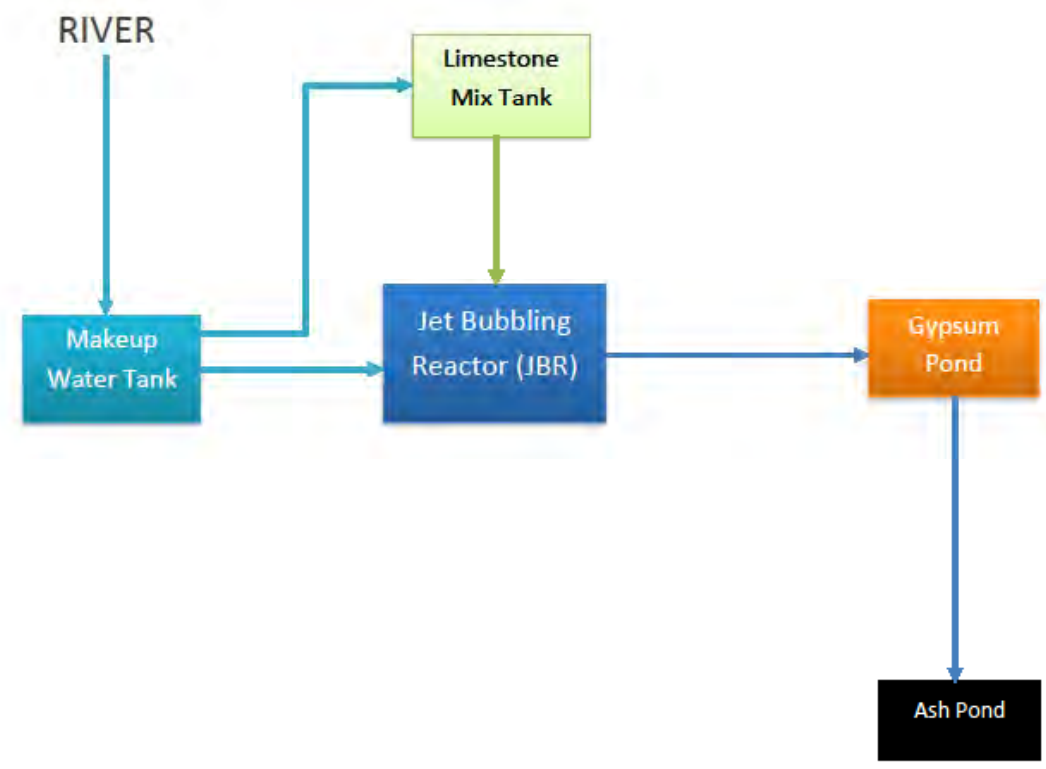 RIVER
Limestone
Mix Tank
Makeup
Water Tank
Jet Bubbling
Reactor (JBR)
Gypsum
Pond
Ash Pond